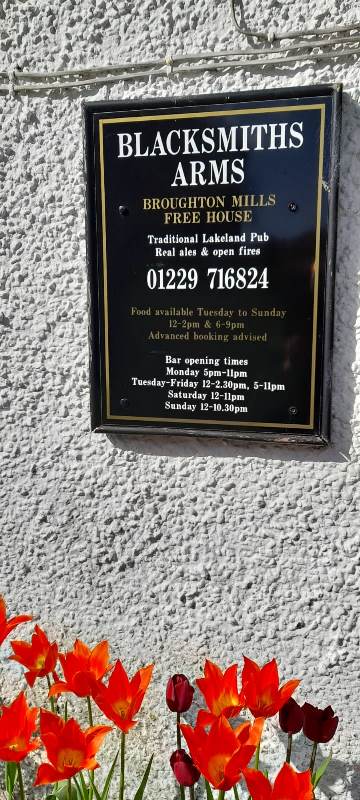 BLACKSMITHS
ARMS
BROUGHTON MILLS
FREE HOUSE
Traditional Lakeland Pub
Real ales & open fires
01229 716824
Food available Tuesday to Sunday
12-2pm & 6-9pm
Advanced booking advised
Bar opening times
Monday 5pm-11pm
Tuesday-Friday 12-2.30pm, 5-11pm
Saturday 12-11pm
Sunday 12-10.30pm